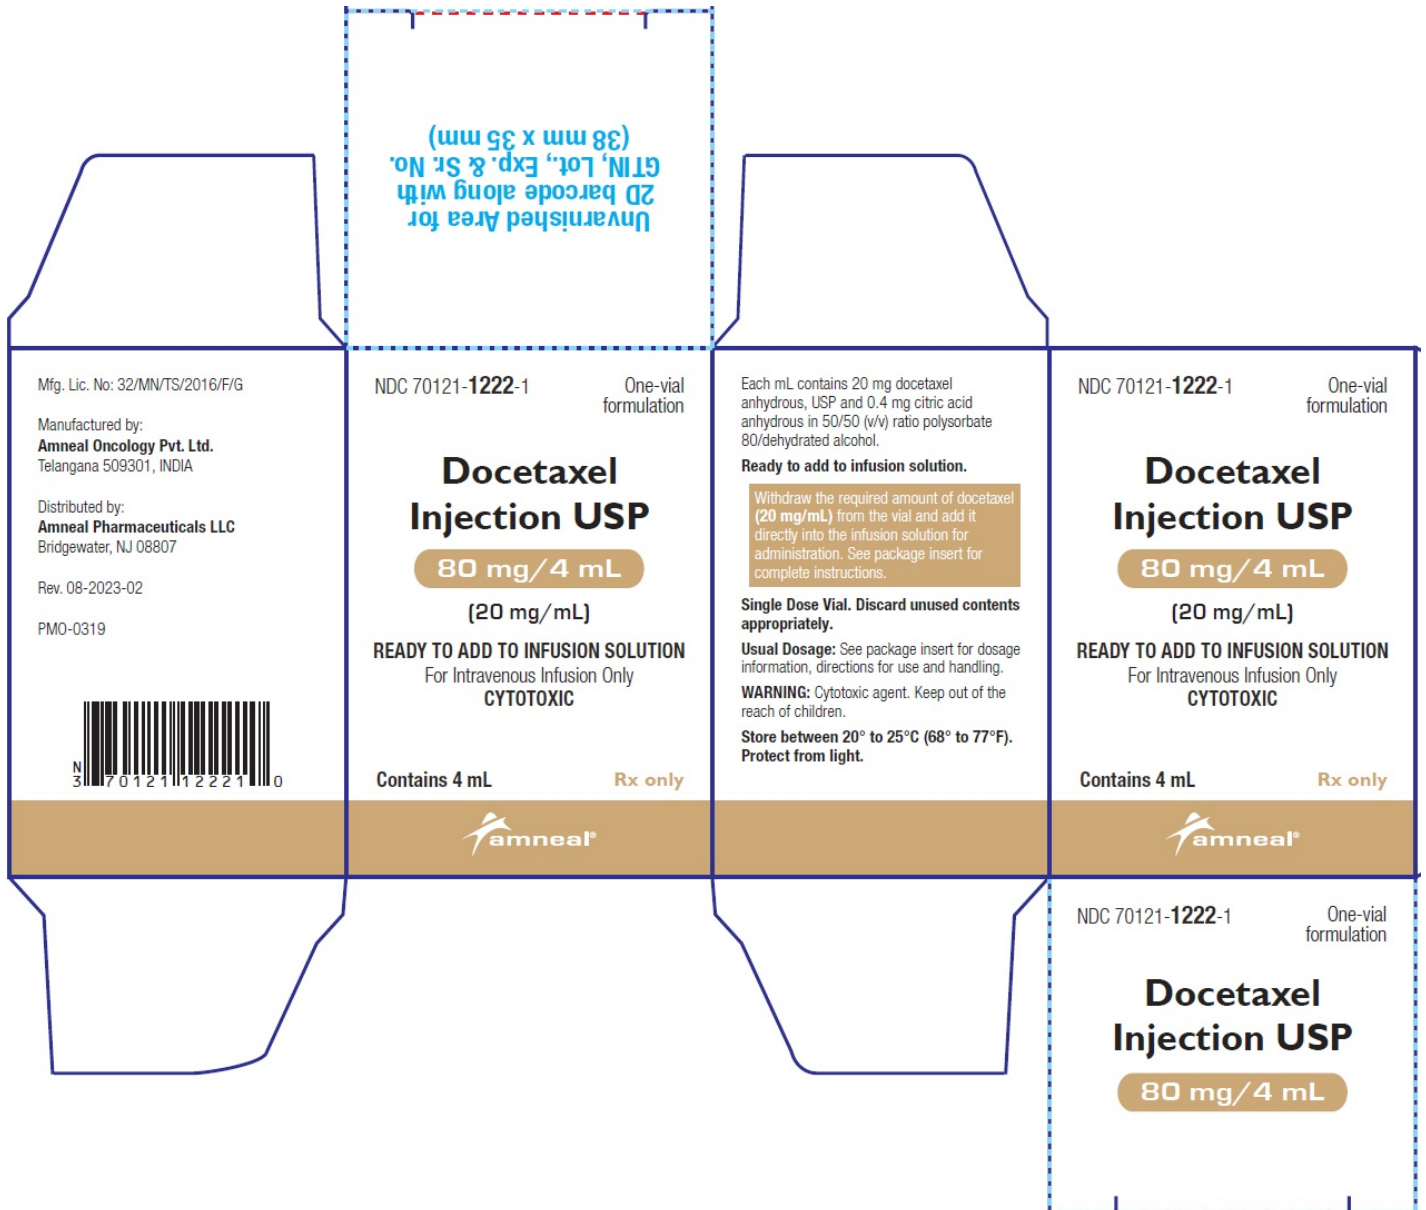 Unvarnished Area for
2D barcode along with
GTIN, Lot., Exp. & Sr. No.
(38 mm x 35 mm)
Mfg. Lic. No: 32/MN/TS/2016/F/G
Manufactured by:
Amneal Oncology Pvt. Ltd.
Telangana 509301, INDIA
Distributed by:
Amneal Pharmaceuticals LLC
Bridgewater, NJ 08807
Rev. 08-2023-02
PMO-0319
N
3 70121 12221 0
NDC 70121-1222-1
One-vial
formulation
Docetaxel
Injection USP
80 mg/4 mL
(20 mg/mL)
READY TO ADD TO INFUSION SOLUTION
For Intravenous Infusion Only
CYTOTOXIC
Contains 4 mL
Rx only
amneal®
Each mL contains 20 mg docetaxel
anhydrous, USP and 0.4 mg citric acid
anhydrous in 50/50 (v/v) ratio polysorbate
80/dehydrated alcohol.
Ready to add to infusion solution.
Withdraw the required amount of docetaxel
(20 mg/mL) from the vial and add it
directly into the infusion solution for
administration. See package insert for
complete instructions.
Single Dose Vial. Discard unused contents
appropriately.
Usual Dosage: See package insert for dosage
information, directions for use and handling.
WARNING: Cytotoxic agent. Keep out of the
reach of children.
Store between 20° to 25°C (68° to 77°F).
Protect from light.
NDC 70121-1222-1
One-vial
formulation
Docetaxel
Injection USP
80 mg/4 mL
(20 mg/mL)
READY TO ADD TO INFUSION SOLUTION
For Intravenous Infusion Only
CYTOTOXIC
Contains 4 mL
Rx only
amneal®
NDC 70121-1222-1
One-vial
formulation
Docetaxel
Injection USP
80 mg/4 mL